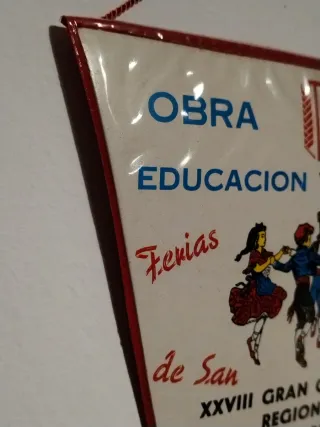 OBRA
EDUCACION
Ferias
de San
XXVIII GRAN
REGION